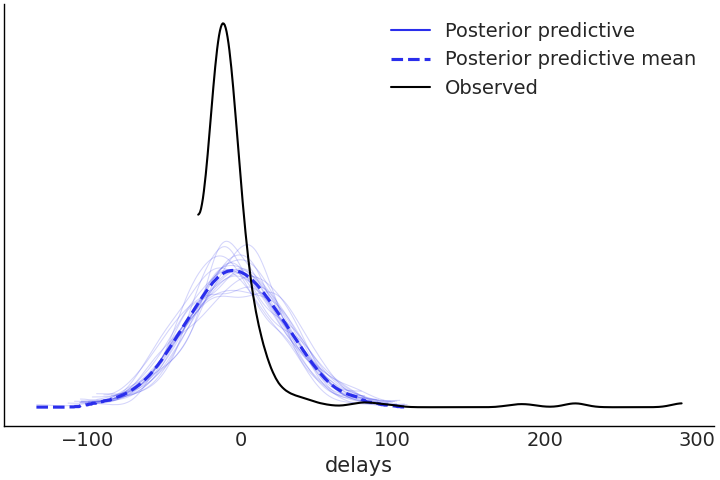 Posterior predictive
Posterior predictive mean
Observed
−100 0 100 200 300
delays